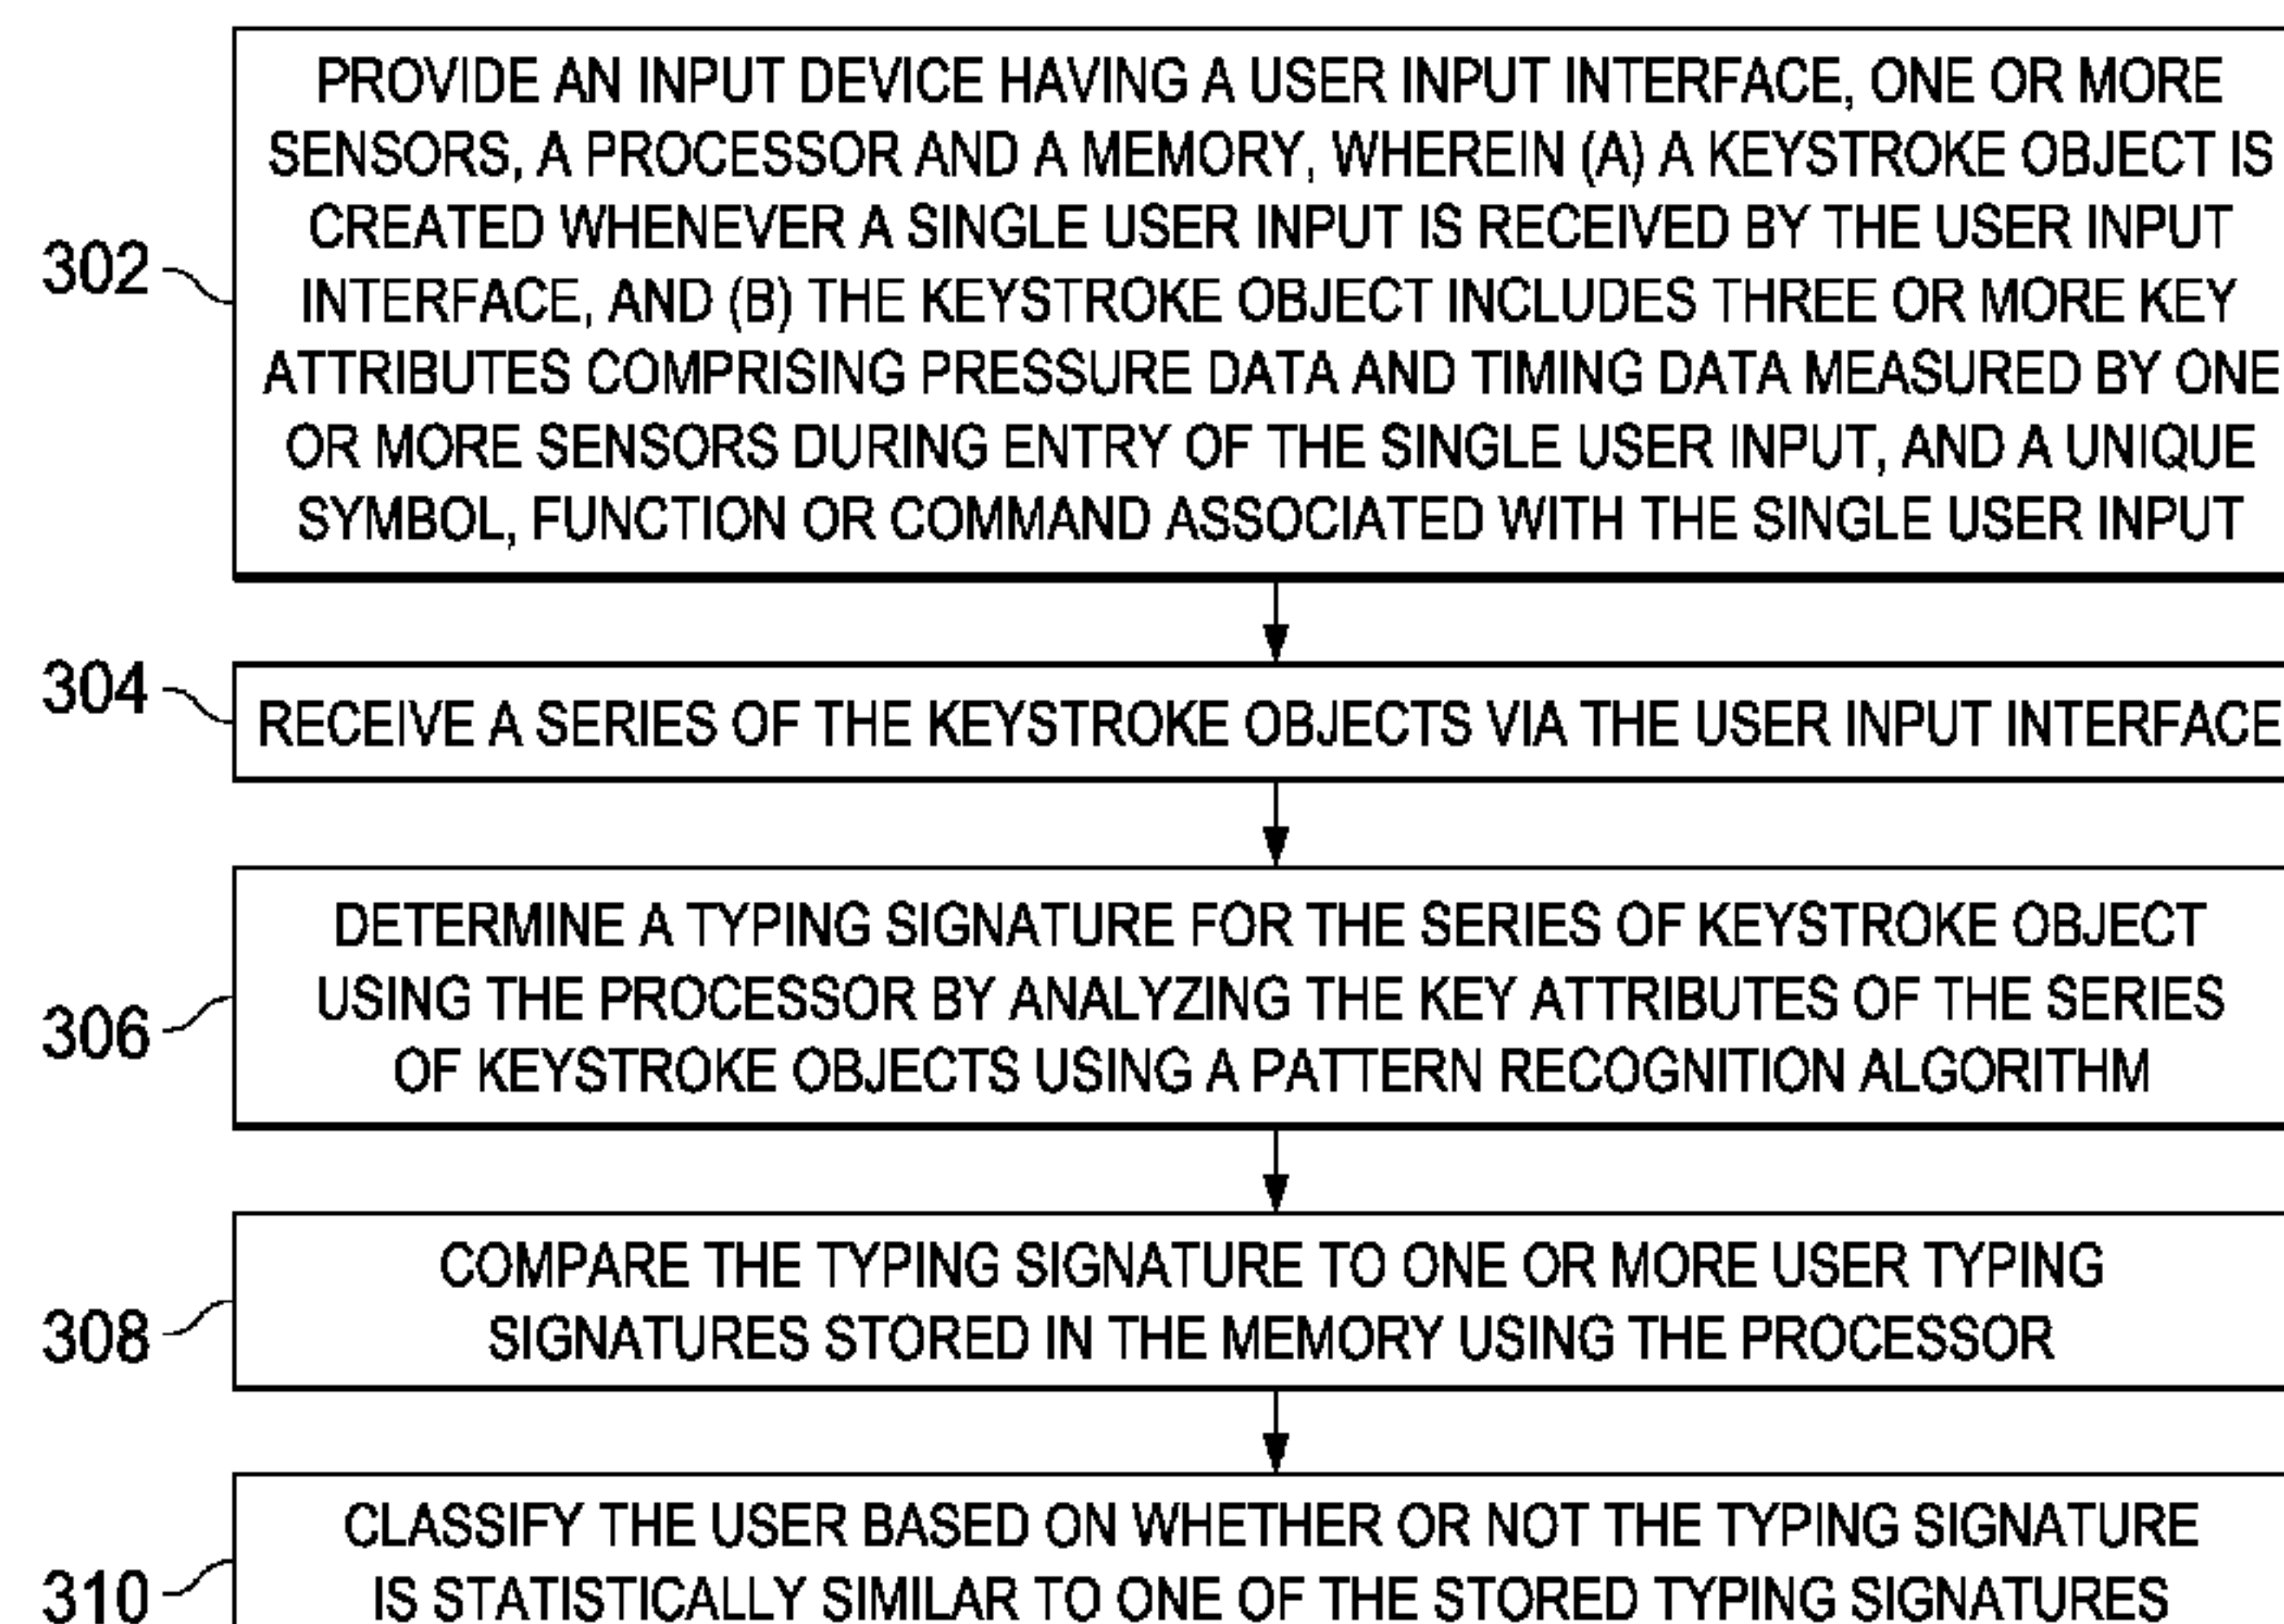 PROVIDE AN INPUT DEVICE HAVING A USER INPUT INTERFACE, ONE OR MORE
SENSORS, A PROCESSOR AND A MEMORY, WHEREIN (A) A KEYSTROKE OBJECT IS
CREATED WHENEVER A SINGLE USER INPUT IS RECEIVED BY THE USER INPUT
302
INTERFACE, AND (B) THE KEYSTROKE OBJECT INCLUDES THREE OR MORE KEY
ATTRIBUTES COMPRISING PRESSURE DATA AND TIMING DATA MEASURED BY ONE
OR MORE SENSORS DURING ENTRY OF THE SINGLE USER INPUT, AND A UNIQUE
SYMBOL, FUNCTION OR COMMAND ASSOCIATED WITH THE SINGLE USER INPUT
304
RECEIVE A SERIES OF THE KEYSTROKE OBJECTS VIA THE USER INPUT INTERFACE
DETERMINE A TYPING SIGNATURE FOR THE SERIES OF KEYSTROKE OBJECT
USING THE PROCESSOR BY ANALYZING THE KEY ATTRIBUTES OF THE SERIES
306
OF KEYSTROKE OBJECTS USING A PATTERN RECOGNITION ALGORITHM
COMPARE THE TYPING SIGNATURE TO ONE OR MORE USER TYPING
308
SIGNATURES STORED IN THE MEMORY USING THE PROCESSOR
CLASSIFY THE USER BASED ON WHETHER OR NOT THE TYPING SIGNATURE
310
IS STATISTICALLY SIMILAR TO ONE OF THE STORED TYPING SIGNATURES